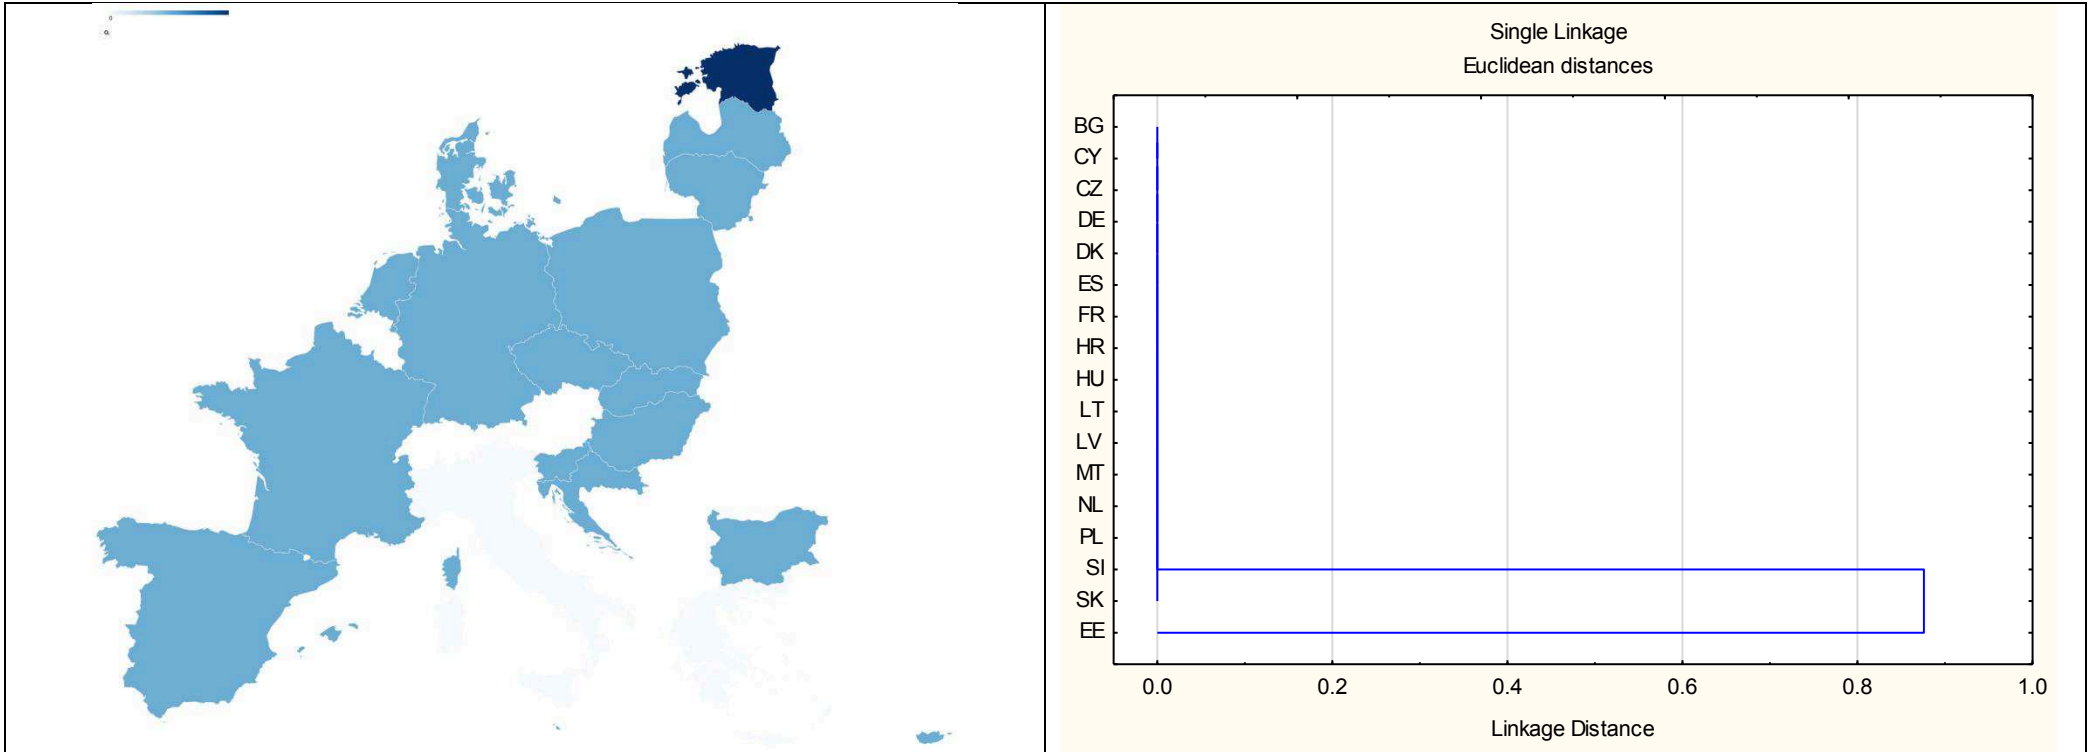 0
Single Linkage
Euclidean distances
BG
CY
CZ
DE
DK
ES
FR
HR
HU
LT
LV
MT
NL
PL
SI
SK
EE
0.0 0.2 0.4 0.6 0.8 1.0
Linkage Distance